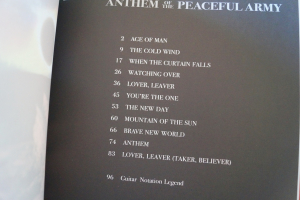 ANTHEM OF THE PEACEFUL ARMY
2 AGE OF MAN
9 THE COLD WIND
17 WHEN THE CURTAIN FALLS
26 WATCHING OVER
36 LOVER, LEAVER
45 YOU'RE THE ONE
53 THE NEW DAY
60 MOUNTAIN OF THE SUN
66 BRAVE NEW WORLD
74 ANTHEM
83 LOVER, LEAVER (TAKER, BELIEVER)
96 Guitar Notation Legend